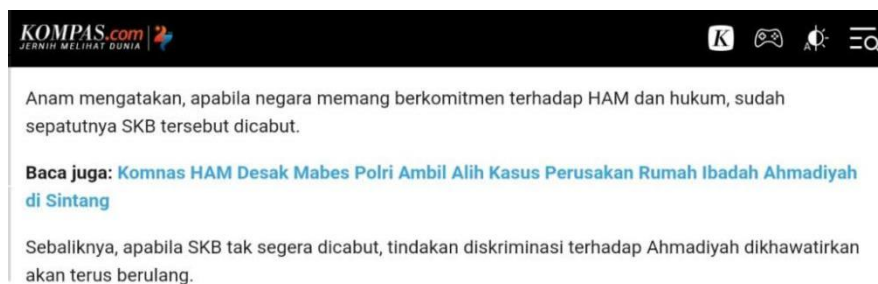 KOMPAS.com
JERNIH MELIHAT DUNIA
K
A
Anam mengatakan, apabila negara memang berkomitmen terhadap HAM dan hukum, sudah
sepatutnya SKB tersebut dicabut.
Baca juga: Komnas HAM Desak Mabes Polri Ambil Alih Kasus Perusakan Rumah Ibadah Ahmadiyah
di Sintang
Sebaliknya, apabila SKB tak segera dicabut, tindakan diskriminasi terhadap Ahmadiyah dikhawatirkan
akan terus berulang.